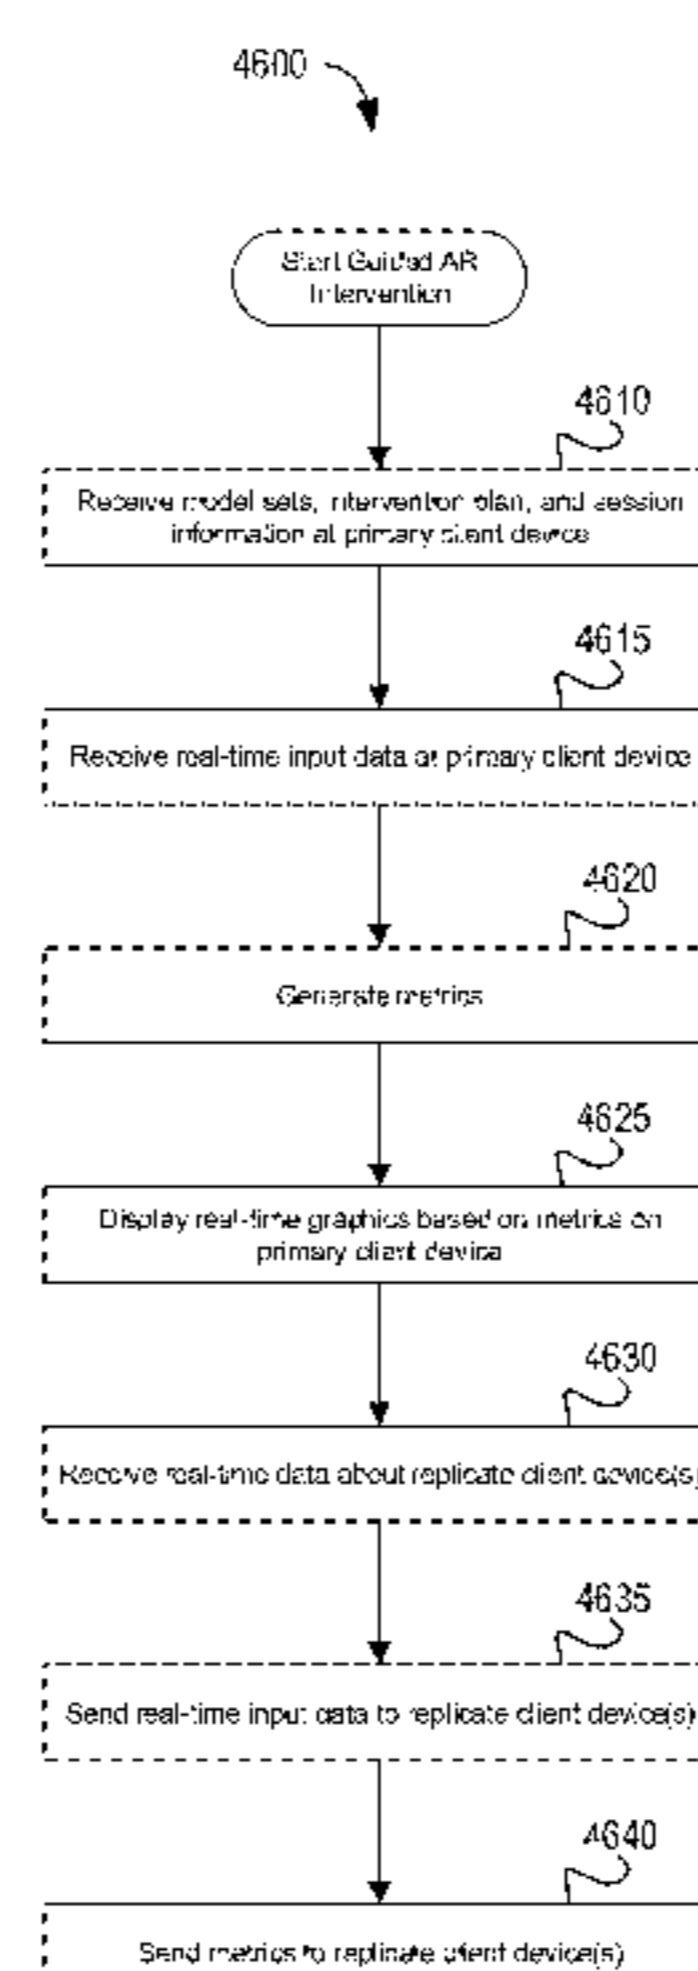 4600
Start Guided AR
Intervention
4610
Receive model sets, intervention plan, and session
information at primary client device
4615
Receive real-time input data at primary client device
4620
Generate metrics
4625
Display real-time graphics based on metrics on
primary client device
4630
Receive real-time data about replicate client device(s)
4635
Send real-time input data to replicate client device(s)
4640
Send metrics to replicate client device(s)